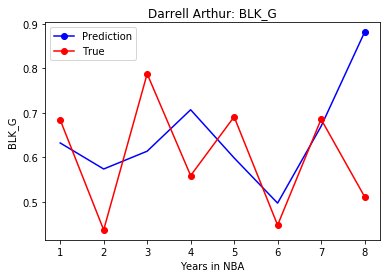 Darrell Arthur: BLK_G
Prediction
True
0.9
0.8
0.7
0.6
0.5
BLK_G
1 2 3 4 5 6 7 8
Years in NBA